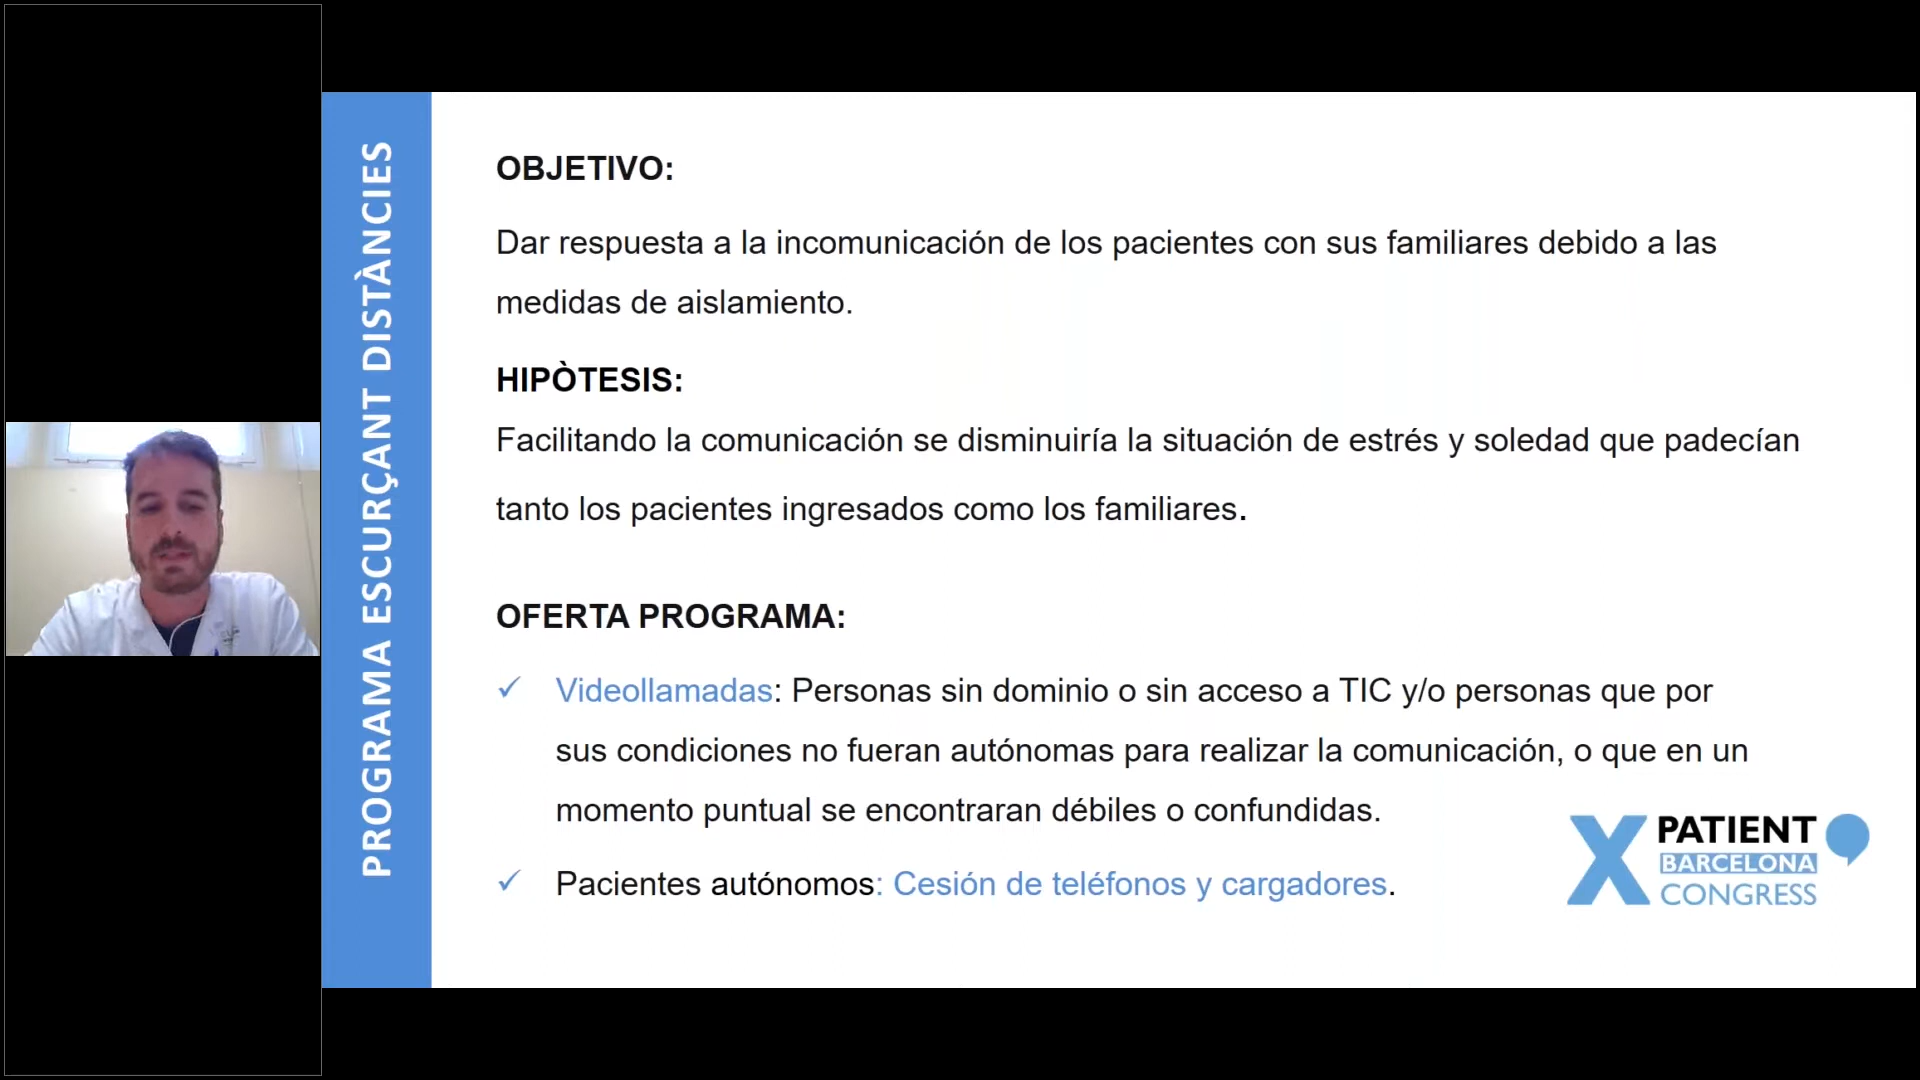 PROGRAMA ESCURÇANT DISTÀNCIES
OBJETIVO:
Dar respuesta a la incomunicación de los pacientes con sus familiares debido a las
medidas de aislamiento.
HIPÒTESIS:
Facilitando la comunicación se disminuiría la situación de estrés y soledad que padecían
tanto los pacientes ingresados como los familiares.
OFERTA PROGRAMA:
✓ Videollamadas: Personas sin dominio o sin acceso a TIC y/o personas que por
sus condiciones no fueran autónomas para realizar la comunicación, o que en un
momento puntual se encontraran débiles o confundidas.
✓ Pacientes autónomos: Cesión de teléfonos y cargadores.
X PATIENT
BARCELONA
CONGRESS